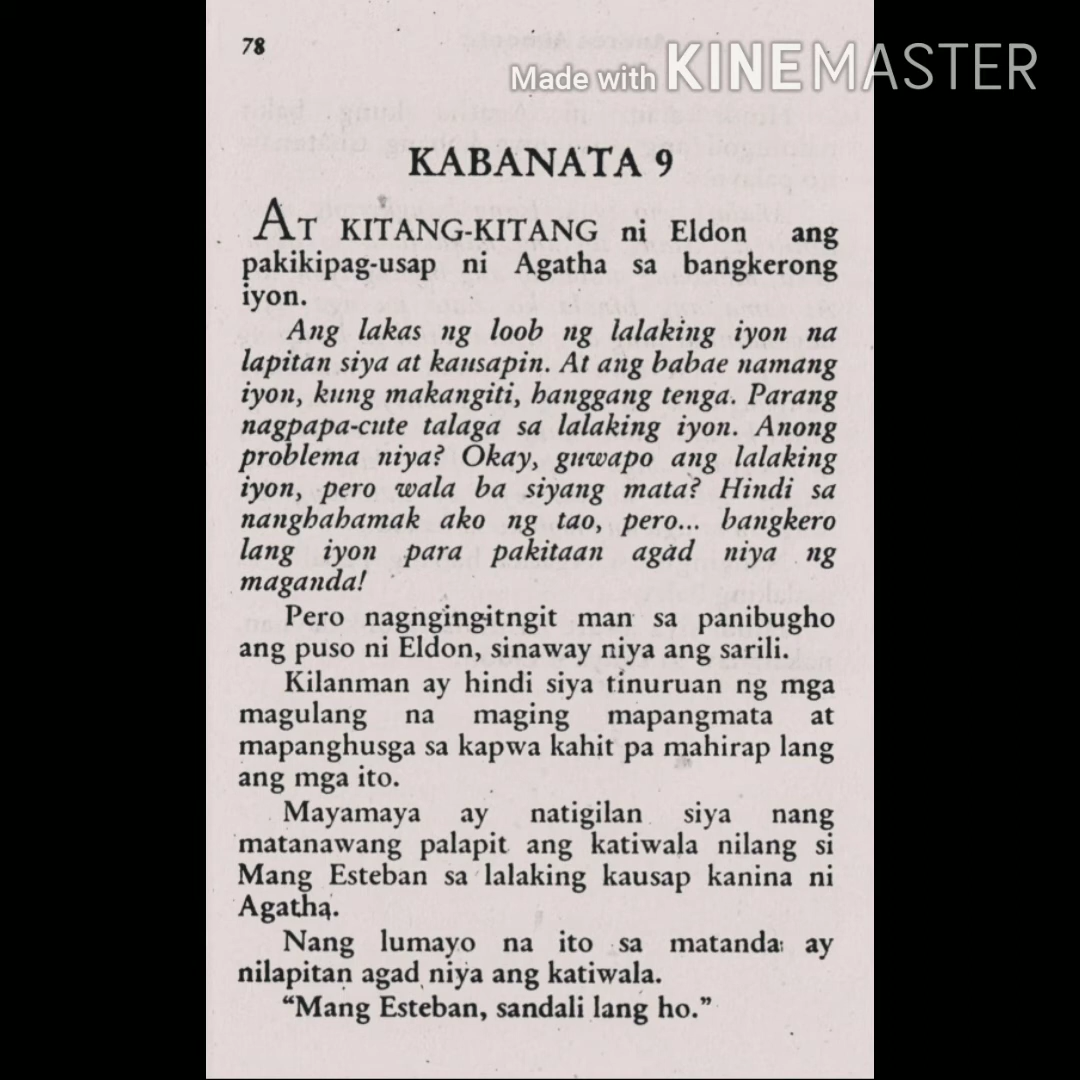 78
Made with KINEMASTER
KABANATA 9
AT KITANG-KITANG ni Eldon ang
pakikipag-usap ni Agatha sa bangkerong
iyon.
Ang lakas ng loob ng lalaking iyon na
lapitan siya at kausapin. At ang babae namang
iyon, kung makangiti, hanggang tenga. Parang
nagpapa-cute talaga sa lalaking iyon. Anong
problema niya? Okay, guwapo ang lalaking
iyon, pero wala ba siyang mata? Hindi sa
nanghahamak ako ng tao, pero... bangkero
lang iyon para pakitaan agad niya ng
maganda!
Pero nagngingitngit man sa panibugho
ang puso ni Eldon, sinaway niya ang sarili.
Kilanman ay hindi siya tinuruan ng mga
magulang na maging mapangmata at
mapanghusga sa kapwa kahit pa mahirap lang
ang mga ito.
Mayamaya ay natigilan siya nang
matanawang palapit ang katiwala nilang si
Mang Esteban sa lalaking kausap kanina ni
Agatha.
Nang lumayo na ito sa matanda ay
nilapitan agad niya ang katiwala.
“Mang Esteban, sandali lang ho.”